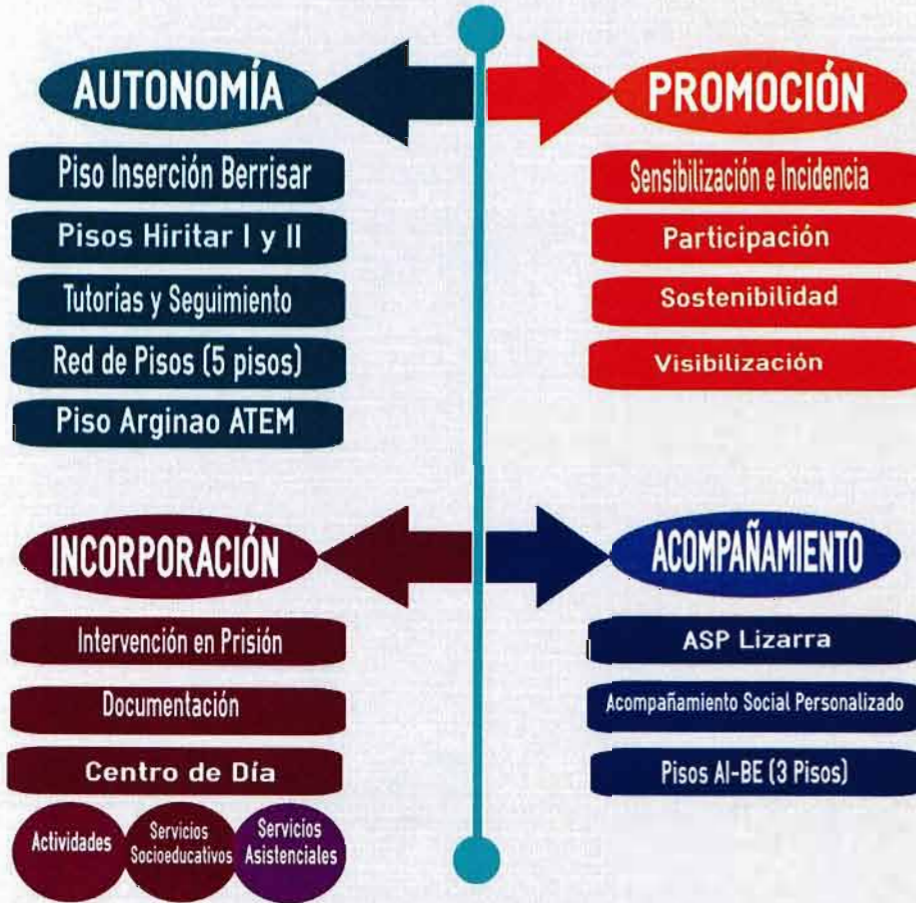 AUTONOMÍA
Piso Inserción Berrisar
Pisos Hiritar I y II
Tutorías y Seguimiento
Red de Pisos (5 pisos)
Piso Arginao ATEM
PROMOCIÓN
Sensibilización e Incidencia
Participación
Sostenibilidad
Visibilización
INCORPORACIÓN
Intervención en Prisión
Documentación
Centro de Día
Actividades
Servicios
Socioeducativos
Servicios
Asistenciales
ACOMPAÑAMIENTO
ASP Lizarra
Acompañamiento Social Personalizado
Pisos AI-BE (3 Pisos)